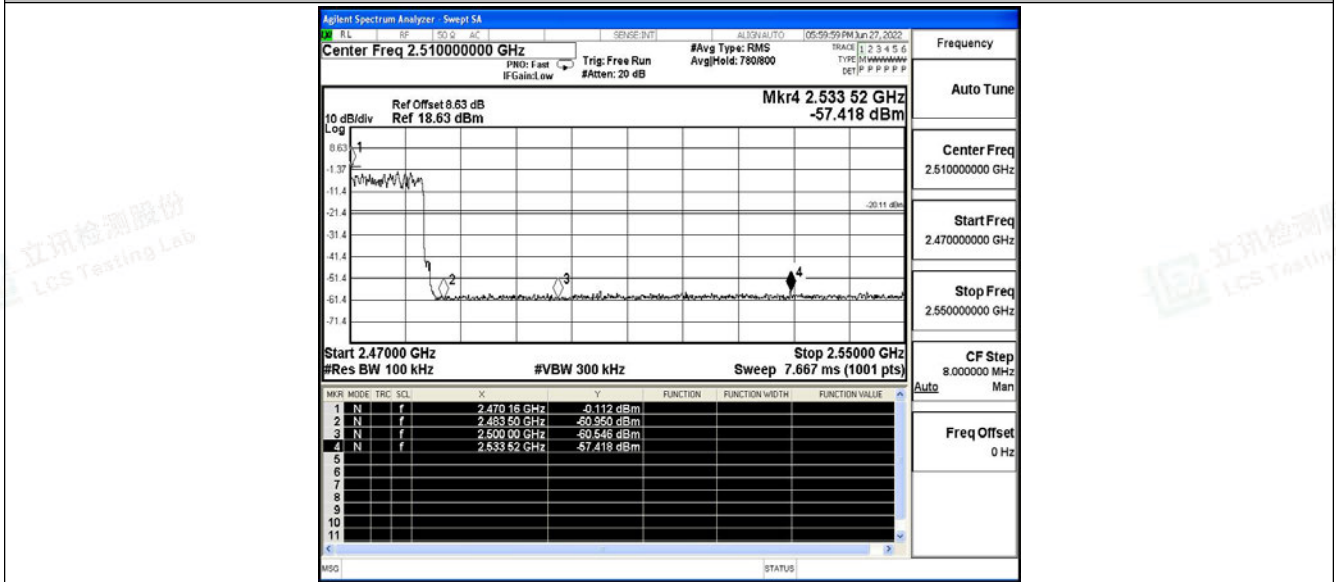 Agilent Spectrum Analyzer - Swept SA
RL RF 50 Ω AC SENSE:INT ALIGNAUTO 05:59:59 PM Jun 27, 2022
Center Freq 2.510000000 GHz
PNO: Fast
IFGain:Low
Trig: Free Run
#Atten: 20 dB
#Avg Type: RMS
Avg|Hold: 780/800
TRACE 1 2 3 4 5 6
TYPE M
DET P P P P P P
Mkr4 2.533 52 GHz
-57.418 dBm
Ref Offset 8.63 dB
10 dB/div Ref 18.63 dBm
Log
8.63
-1.37
-11.4
-21.4
-31.4
-41.4
-51.4
-61.4
-71.4
1
2
3
4
-20.11 dBm
Start 2.47000 GHz Stop 2.55000 GHz
#Res BW 100 kHz #VBW 300 kHz Sweep 7.667 ms (1001 pts)
MKR MODE TRC SCL X Y FUNCTION FUNCTION WIDTH FUNCTION VALUE
1 N f 2.470 16 GHz -0.112 dBm
2 N f 2.483 50 GHz -60.950 dBm
3 N f 2.500 00 GHz -60.546 dBm
4 N f 2.533 52 GHz -57.418 dBm
5
6
7
8
9
10
11
MSG STATUS
Frequency
Auto Tune
Center Freq
2.510000000 GHz
Start Freq
2.470000000 GHz
Stop Freq
2.550000000 GHz
CF Step
8.000000 MHz
Auto Man
Freq Offset
0 Hz
立讯检测股份
LCS Testing Lab
立讯检测